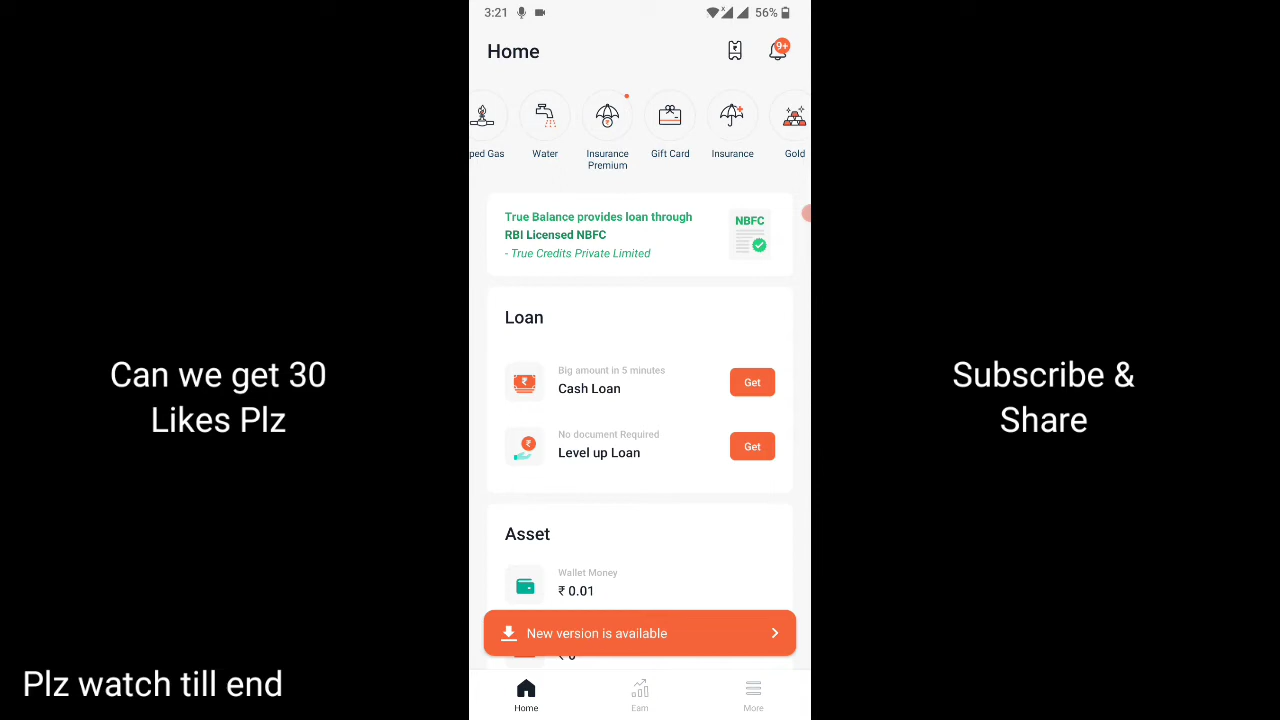 3:21
56%
Home
9+
ped Gas
Water
Insurance
Premium
Gift Card
Insurance
Gold
True Balance provides loan through
RBI Licensed NBFC
- True Credits Private Limited
NBFC
Loan
Big amount in 5 minutes
Cash Loan
Get
No document Required
Level up Loan
Get
Asset
Wallet Money
₹ 0.01
New version is available
Home
Earn
More
Can we get 30
Likes Plz
Subscribe &
Share
Plz watch till end